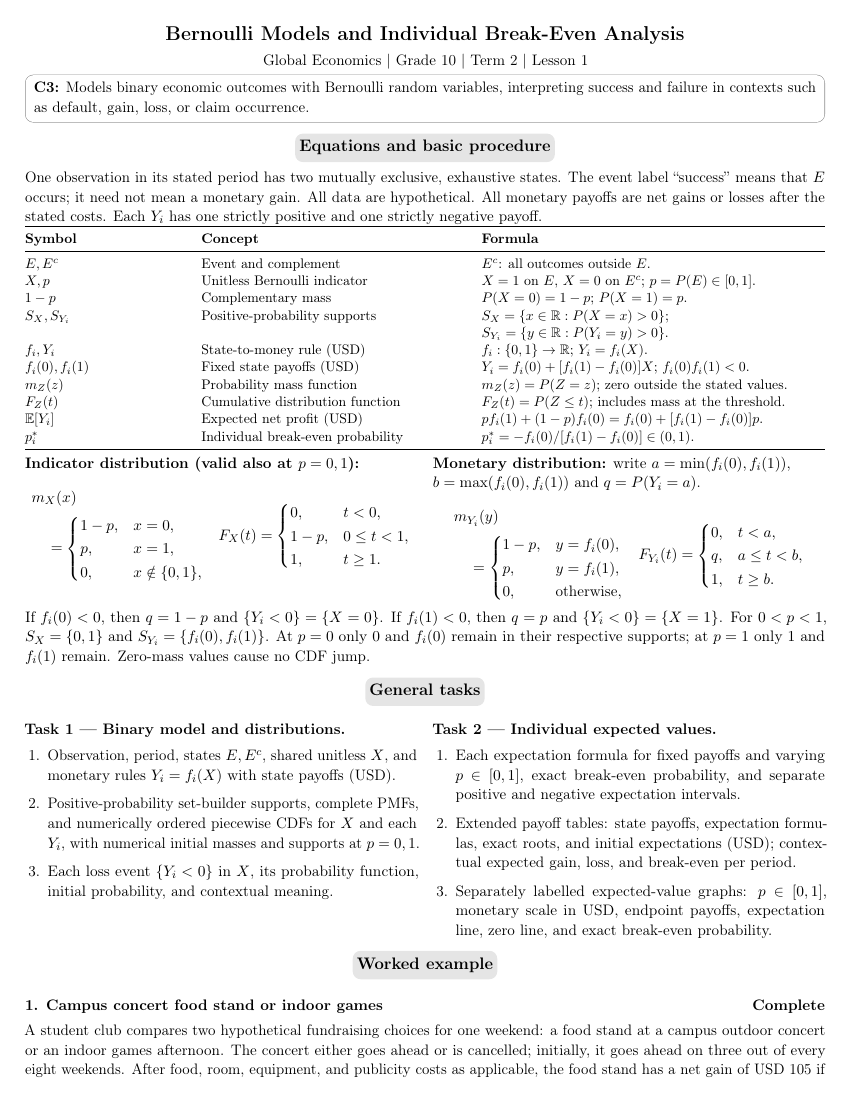 Bernoulli Models and Individual Break-Even Analysis
Global Economics | Grade 10 | Term 2 | Lesson 1
C3: Models binary economic outcomes with Bernoulli random variables, interpreting success and failure in contexts such
as default, gain, loss, or claim occurrence.
Equations and basic procedure
One observation in its stated period has two mutually exclusive, exhaustive states. The event label “success” means that E
occurs; it need not mean a monetary gain. All data are hypothetical. All monetary payoffs are net gains or losses after the
stated costs. Each Y_i has one strictly positive and one strictly negative payoff.
Symbol Concept Formula
E, E^c Event and complement E^c: all outcomes outside E.
X, p Unitless Bernoulli indicator X = 1 on E, X = 0 on E^c; p = P(E) ∈ [0, 1].
1 − p Complementary mass P(X = 0) = 1 − p; P(X = 1) = p.
S_X, S_{Y_i} Positive-probability supports S_X = {x ∈ ℝ : P(X = x) > 0};
S_{Y_i} = {y ∈ ℝ : P(Y_i = y) > 0}.
f_i, Y_i State-to-money rule (USD) f_i : {0, 1} → ℝ; Y_i = f_i(X).
f_i(0), f_i(1) Fixed state payoffs (USD) Y_i = f_i(0) + [f_i(1) − f_i(0)]X; f_i(0)f_i(1) < 0.
m_Z(z) Probability mass function m_Z(z) = P(Z = z); zero outside the stated values.
F_Z(t) Cumulative distribution function F_Z(t) = P(Z ≤ t); includes mass at the threshold.
𝔼[Y_i] Expected net profit (USD) pf_i(1) + (1 − p)f_i(0) = f_i(0) + [f_i(1) − f_i(0)]p.
p_i^* Individual break-even probability p_i^* = −f_i(0)/[f_i(1) − f_i(0)] ∈ (0, 1).
Indicator distribution (valid also at p = 0, 1):
m_X(x)
= { 1 − p, x = 0,
p, x = 1,
0, x ∉ {0, 1},
F_X(t) = { 0, t < 0,
1 − p, 0 ≤ t < 1,
1, t ≥ 1.
Monetary distribution: write a = min(f_i(0), f_i(1)),
b = max(f_i(0), f_i(1)) and q = P(Y_i = a).
m_{Y_i}(y)
= { 1 − p, y = f_i(0),
p, y = f_i(1),
0, otherwise,
F_{Y_i}(t) = { 0, t < a,
q, a ≤ t < b,
1, t ≥ b.
If f_i(0) < 0, then q = 1 − p and {Y_i < 0} = {X = 0}. If f_i(1) < 0, then q = p and {Y_i < 0} = {X = 1}. For 0 < p < 1,
S_X = {0, 1} and S_{Y_i} = {f_i(0), f_i(1)}. At p = 0 only 0 and f_i(0) remain in their respective supports; at p = 1 only 1 and
f_i(1) remain. Zero-mass values cause no CDF jump.
General tasks
Task 1 — Binary model and distributions.
1. Observation, period, states E, E^c, shared unitless X, and
monetary rules Y_i = f_i(X) with state payoffs (USD).
2. Positive-probability set-builder supports, complete PMFs,
and numerically ordered piecewise CDFs for X and each
Y_i, with numerical initial masses and supports at p = 0, 1.
3. Each loss event {Y_i < 0} in X, its probability function,
initial probability, and contextual meaning.
Task 2 — Individual expected values.
1. Each expectation formula for fixed payoffs and varying
p ∈ [0, 1], exact break-even probability, and separate
positive and negative expectation intervals.
2. Extended payoff tables: state payoffs, expectation formu-
las, exact roots, and initial expectations (USD); contex-
tual expected gain, loss, and break-even per period.
3. Separately labelled expected-value graphs: p ∈ [0, 1],
monetary scale in USD, endpoint payoffs, expectation
line, zero line, and exact break-even probability.
Worked example
1. Campus concert food stand or indoor games Complete
A student club compares two hypothetical fundraising choices for one weekend: a food stand at a campus outdoor concert
or an indoor games afternoon. The concert either goes ahead or is cancelled; initially, it goes ahead on three out of every
eight weekends. After food, room, equipment, and publicity costs as applicable, the food stand has a net gain of USD 105 if